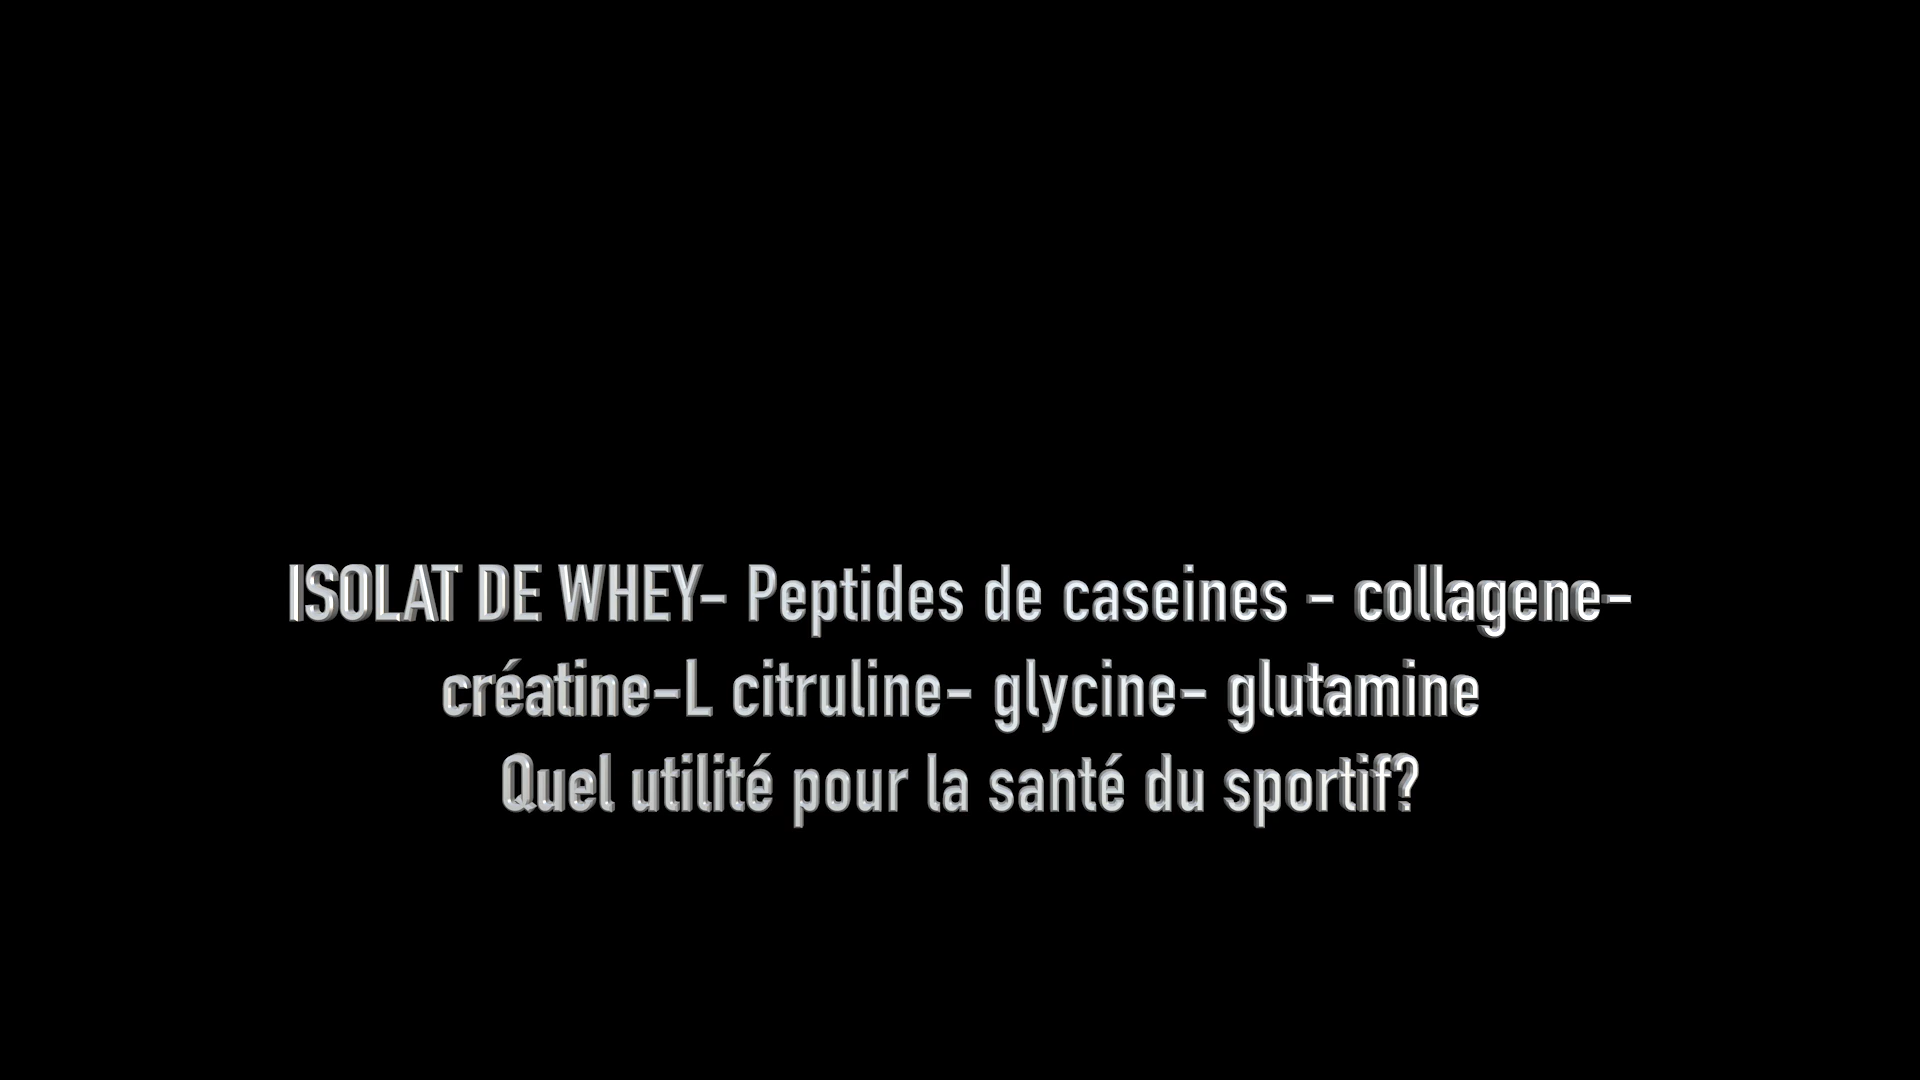 ISOLAT DE WHEY- Peptides de caseines - collagene-
créatine-L citruline- glycine- glutamine
Quel utilité pour la santé du sportif?